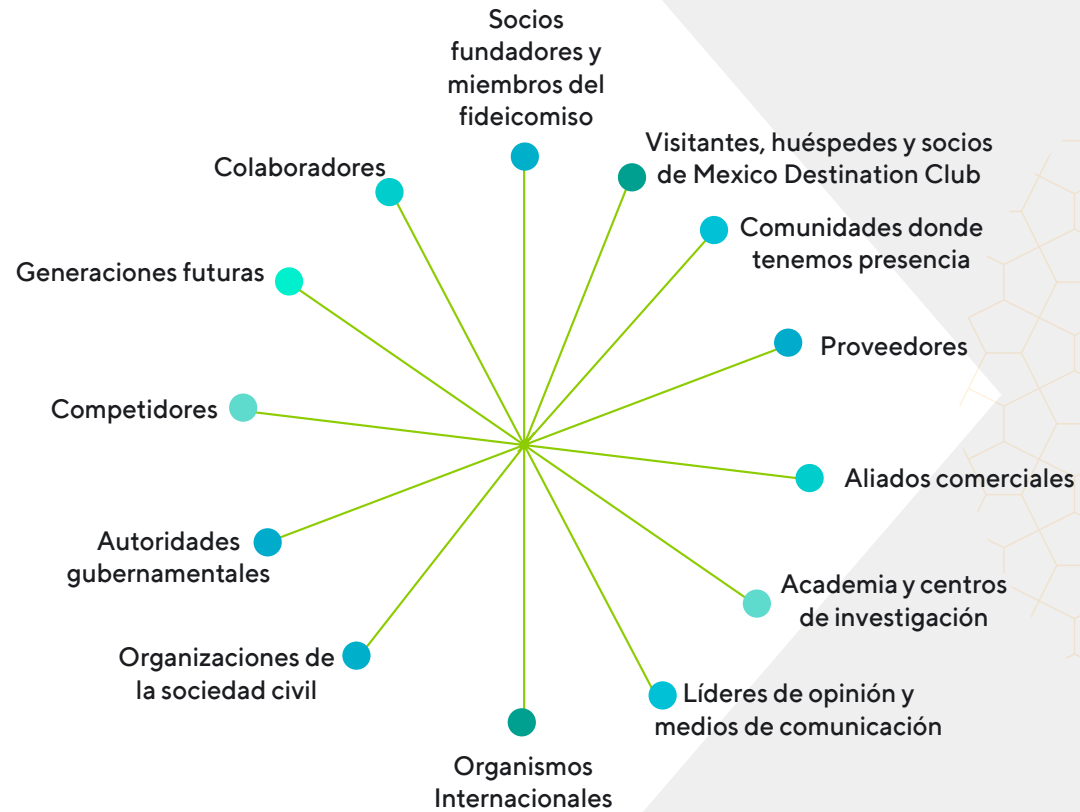 Socios
fundadores y
miembros del
fideicomiso
Visitantes, huéspedes y socios
de Mexico Destination Club
Comunidades donde
tenemos presencia
Proveedores
Aliados comerciales
Academia y centros
de investigación
Líderes de opinión y
medios de comunicación
Organismos
Internacionales
Organizaciones de
la sociedad civil
Autoridades
gubernamentales
Competidores
Generaciones futuras
Colaboradores